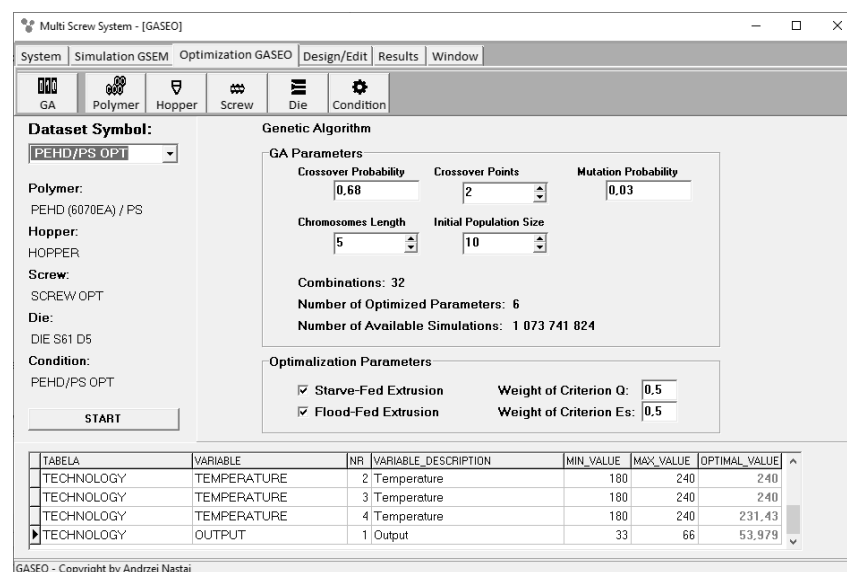 Multi Screw System - [GASEO]
System Simulation GSEM Optimization GASEO Design/Edit Results Window
GA Polymer Hopper Screw Die Condition
Dataset Symbol:
PEHD/PS OPT
Polymer:
PEHD (6070EA) / PS
Hopper:
HOPPER
Screw:
SCREW OPT
Die:
DIE S61 D5
Condition:
PEHD/PS OPT
START
Genetic Algorithm
GA Parameters
Crossover Probability Crossover Points Mutation Probability
0,68 2 0,03
Chromosomes Length Initial Population Size
5 10
Combinations: 32
Number of Optimized Parameters: 6
Number of Available Simulations: 1 073 741 824
Optimalization Parameters
Starve-Fed Extrusion Weight of Criterion Q: 0,5
Flood-Fed Extrusion Weight of Criterion Es: 0,5
TABELA VARIABLE NR VARIABLE_DESCRIPTION MIN_VALUE MAX_VALUE OPTIMAL_VALUE
TECHNOLOGY TEMPERATURE 2 Temperature 180 240 240
TECHNOLOGY TEMPERATURE 3 Temperature 180 240 240
TECHNOLOGY TEMPERATURE 4 Temperature 180 240 231,43
TECHNOLOGY OUTPUT 1 Output 33 66 53,979
GASEO - Copyright by Andrzej Nastaj